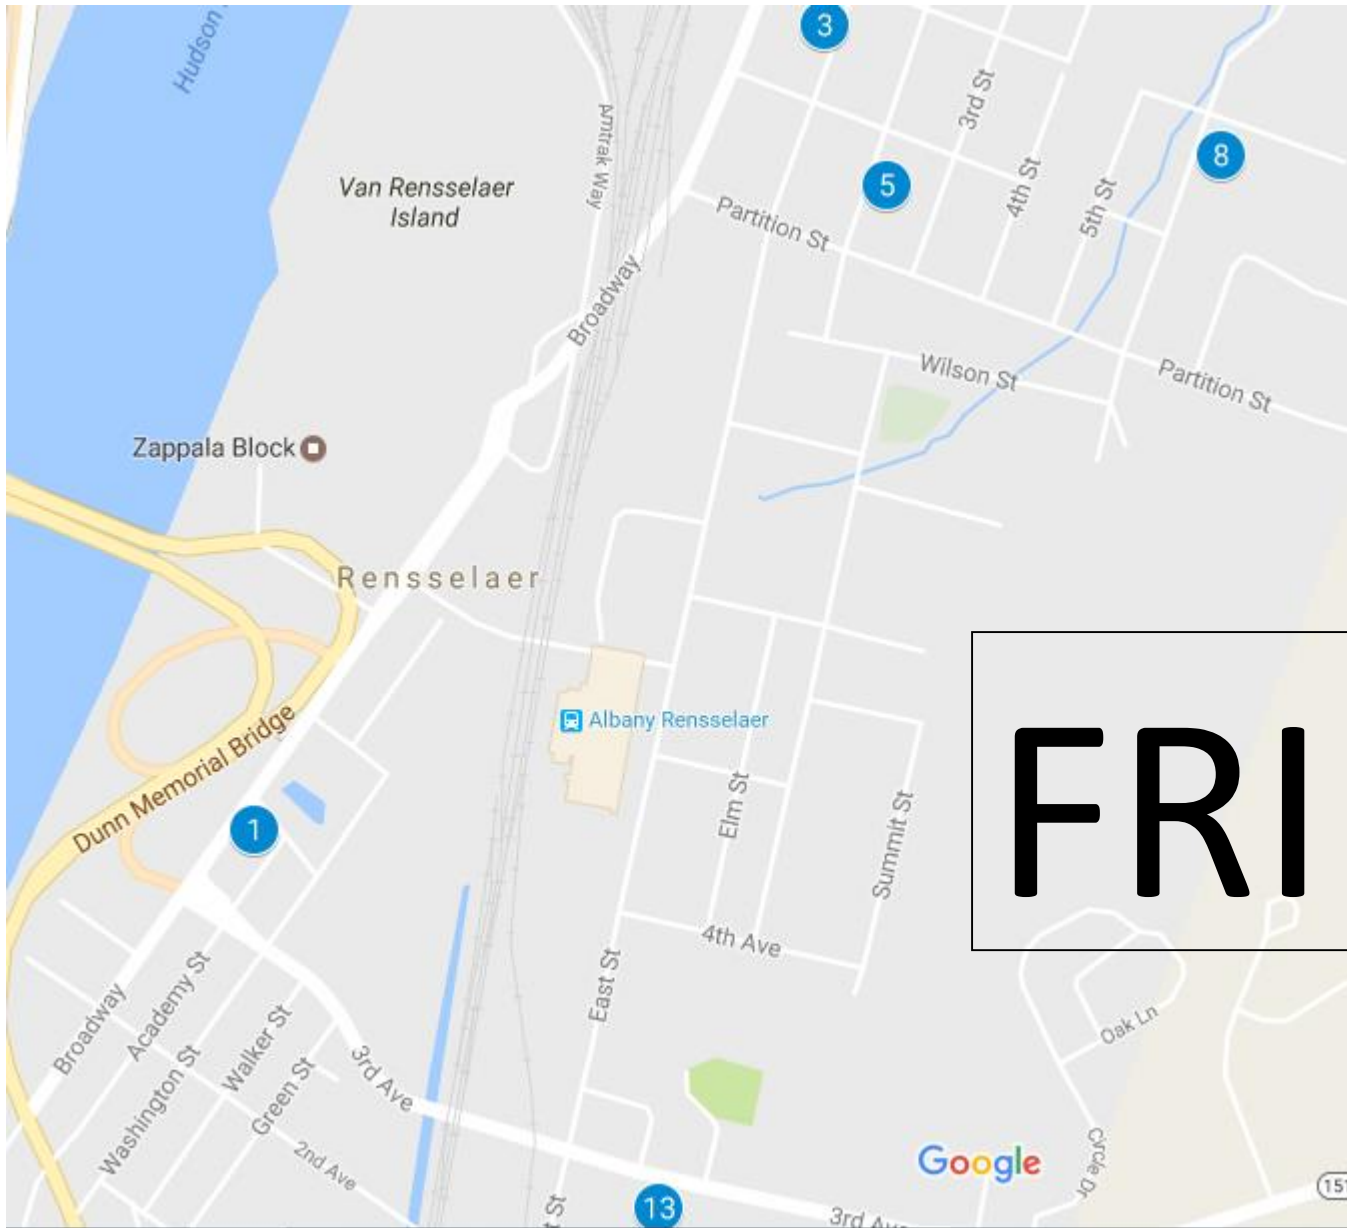 Hudson
3
3rd St
Amtrak Way
8
Van Rensselaer
Island
5
4th St
5th St
Partition St
Broadway
Wilson St
Partition St
Zappala Block
Rensselaer
Albany Rensselaer
FRI
Dunn Memorial Bridge
Elm St
1
Summit St
4th Ave
East St
Broadway
Academy St
Washington St
Walker St
Green St
3rd Ave
Oak Ln
2nd Ave
Google
Circle Dr
151
13
t St
3rd Ave